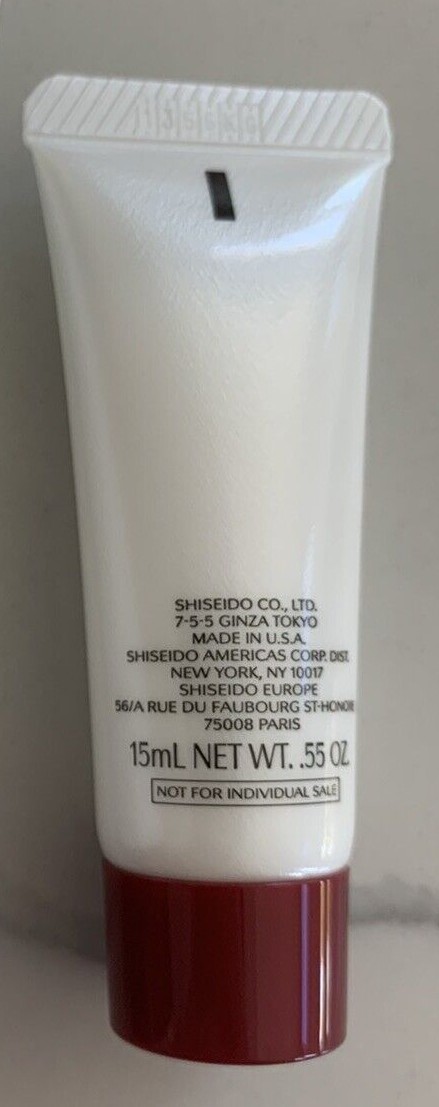 SHISEIDO CO., LTD.
7-5-5 GINZA TOKYO
MADE IN U.S.A.
SHISEIDO AMERICAS CORP. DIST.
NEW YORK, NY 10017
SHISEIDO EUROPE
56/A RUE DU FAUBOURG ST-HONORE
75008 PARIS
15mL NET WT. .55 OZ.
NOT FOR INDIVIDUAL SALE